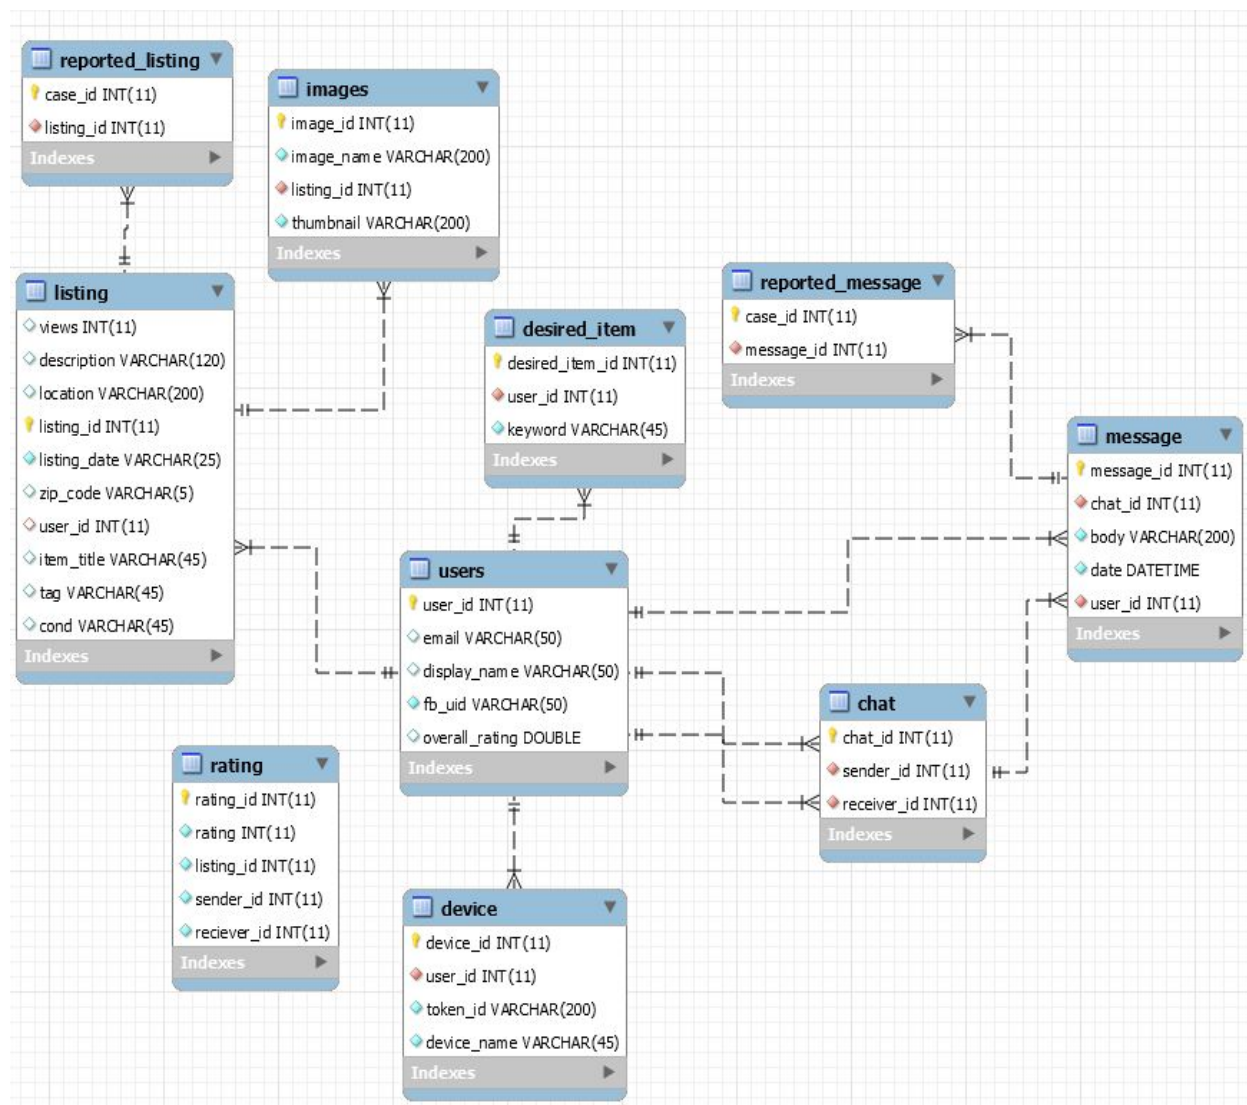 reported_listing
case_id INT(11)
listing_id INT(11)
Indexes
images
image_id INT(11)
image_name VARCHAR(200)
listing_id INT(11)
thumbnail VARCHAR(200)
Indexes
listing
views INT(11)
description VARCHAR(120)
location VARCHAR(200)
listing_id INT(11)
listing_date VARCHAR(25)
zip_code VARCHAR(5)
user_id INT(11)
item_title VARCHAR(45)
tag VARCHAR(45)
cond VARCHAR(45)
Indexes
desired_item
desired_item_id INT(11)
user_id INT(11)
keyword VARCHAR(45)
Indexes
reported_message
case_id INT(11)
message_id INT(11)
Indexes
message
message_id INT(11)
chat_id INT(11)
body VARCHAR(200)
date DATETIME
user_id INT(11)
Indexes
users
user_id INT(11)
email VARCHAR(50)
display_name VARCHAR(50)
fb_uid VARCHAR(50)
overall_rating DOUBLE
Indexes
chat
chat_id INT(11)
sender_id INT(11)
receiver_id INT(11)
Indexes
rating
rating_id INT(11)
rating INT(11)
listing_id INT(11)
sender_id INT(11)
reciever_id INT(11)
Indexes
device
device_id INT(11)
user_id INT(11)
token_id VARCHAR(200)
device_name VARCHAR(45)
Indexes